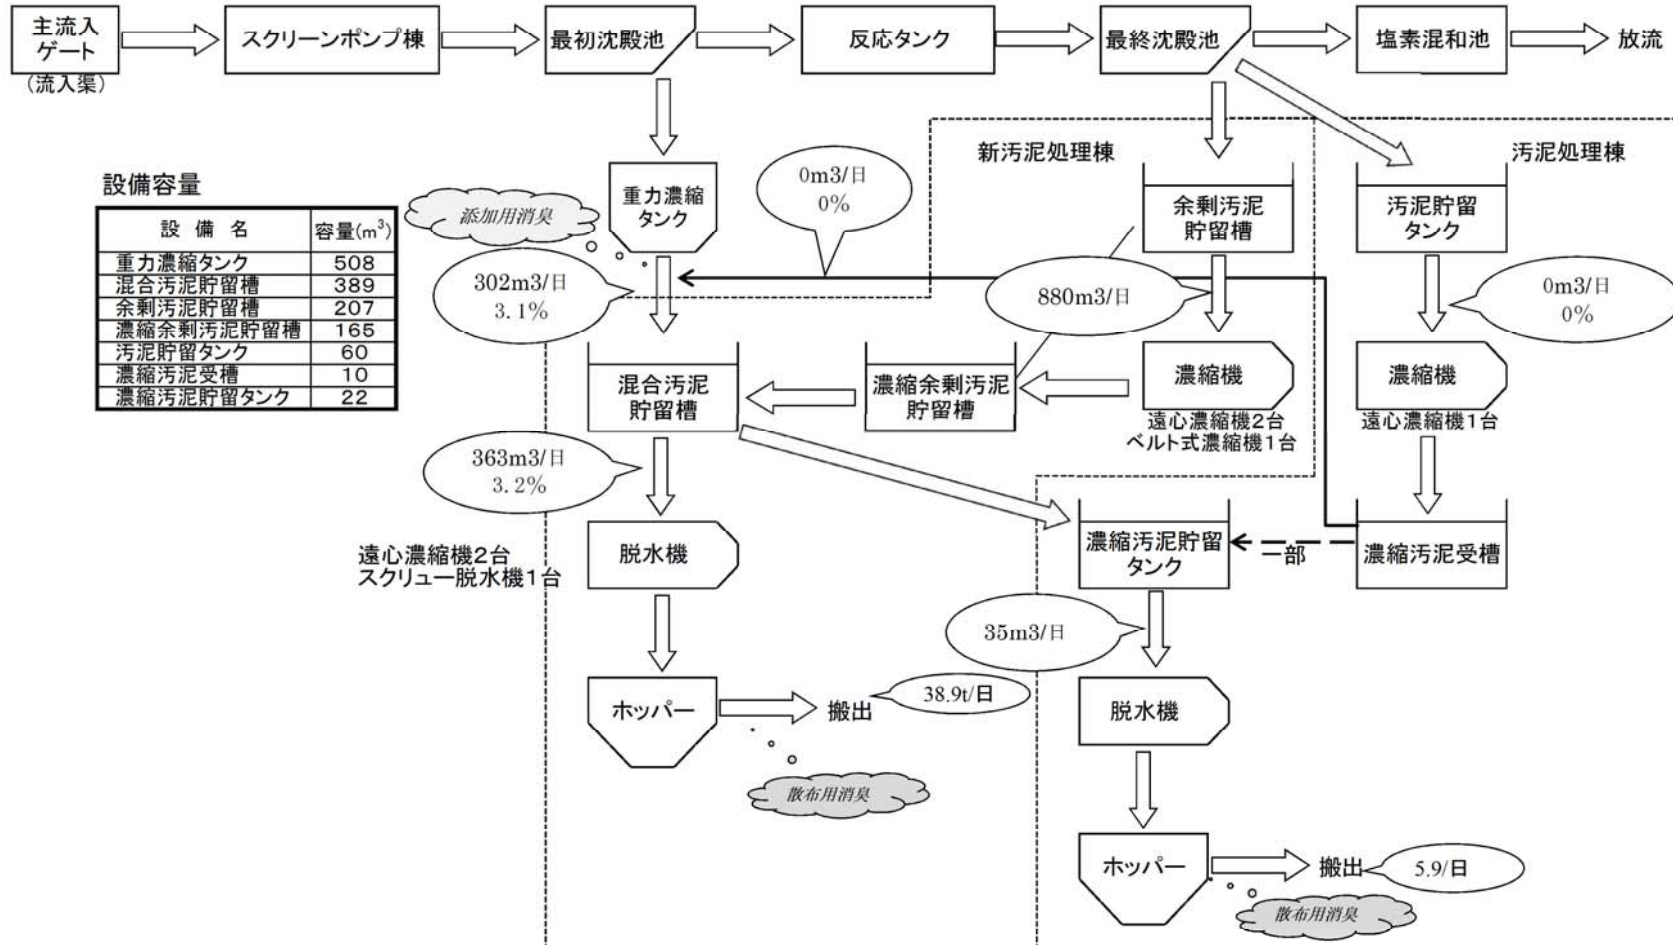 主流入
ゲート
(流入渠)
スクリーンポンプ棟
最初沈殿池
反応タンク
最終沈殿池
塩素混和池
放流
新汚泥処理棟
汚泥処理棟
設備容量
設 備 名 容量(m³)
重力濃縮タンク 508
混合汚泥貯留槽 389
余剰汚泥貯留槽 207
濃縮余剰汚泥貯留槽 165
汚泥貯留タンク 60
濃縮汚泥受槽 10
濃縮汚泥貯留タンク 22
添加用消臭
重力濃縮
タンク
0m3/日
0%
余剰汚泥
貯留槽
汚泥貯留
タンク
302m3/日
3.1%
880m3/日
0m3/日
0%
混合汚泥
貯留槽
濃縮余剰汚泥
貯留槽
濃縮機
遠心濃縮機2台
ベルト式濃縮機1台
濃縮機
遠心濃縮機1台
363m3/日
3.2%
遠心濃縮機2台
スクリュー脱水機1台
脱水機
濃縮汚泥貯留
タンク
一部
濃縮汚泥受槽
35m3/日
ホッパー
搬出
38.9t/日
脱水機
散布用消臭
ホッパー
搬出
5.9/日
散布用消臭